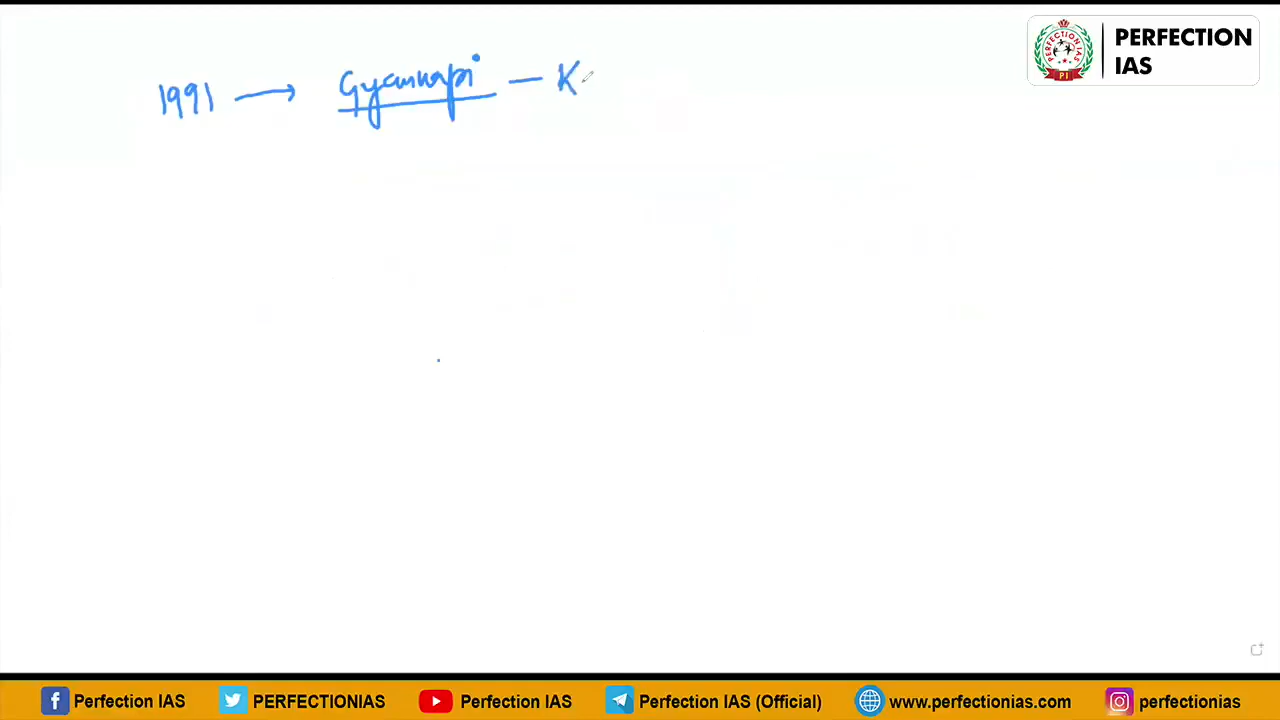 PERFECTION
IAS
1991 → Gyanvapi — K
Perfection IAS
PERFECTIONIAS
Perfection IAS
Perfection IAS (Official)
www.perfectionias.com
perfectionias